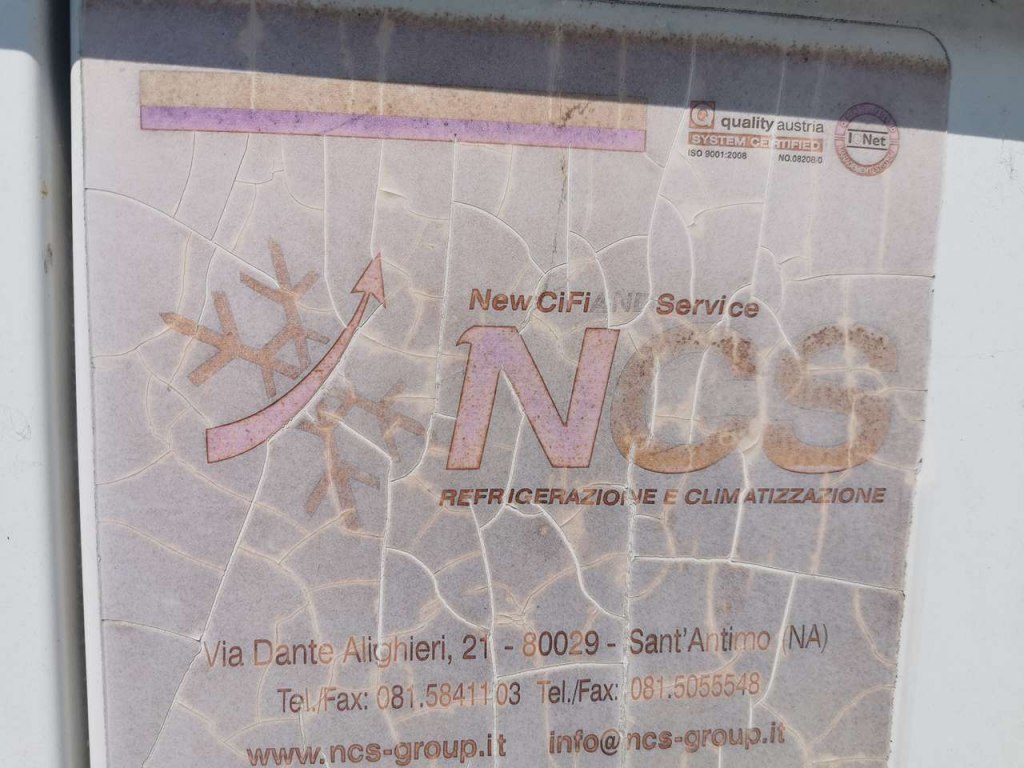 quality austria
SYSTEM CERTIFIED
ISO 9001:2008 NO.08208/0
IQNet
New CiFi AND Service
NCS
REFRIGERAZIONE E CLIMATIZZAZIONE
Via Dante Alighieri, 21 - 80029 - Sant'Antimo (NA)
Tel./Fax: 081.5841103 Tel./Fax: 081.5055548
www.ncs-group.it info@ncs-group.it